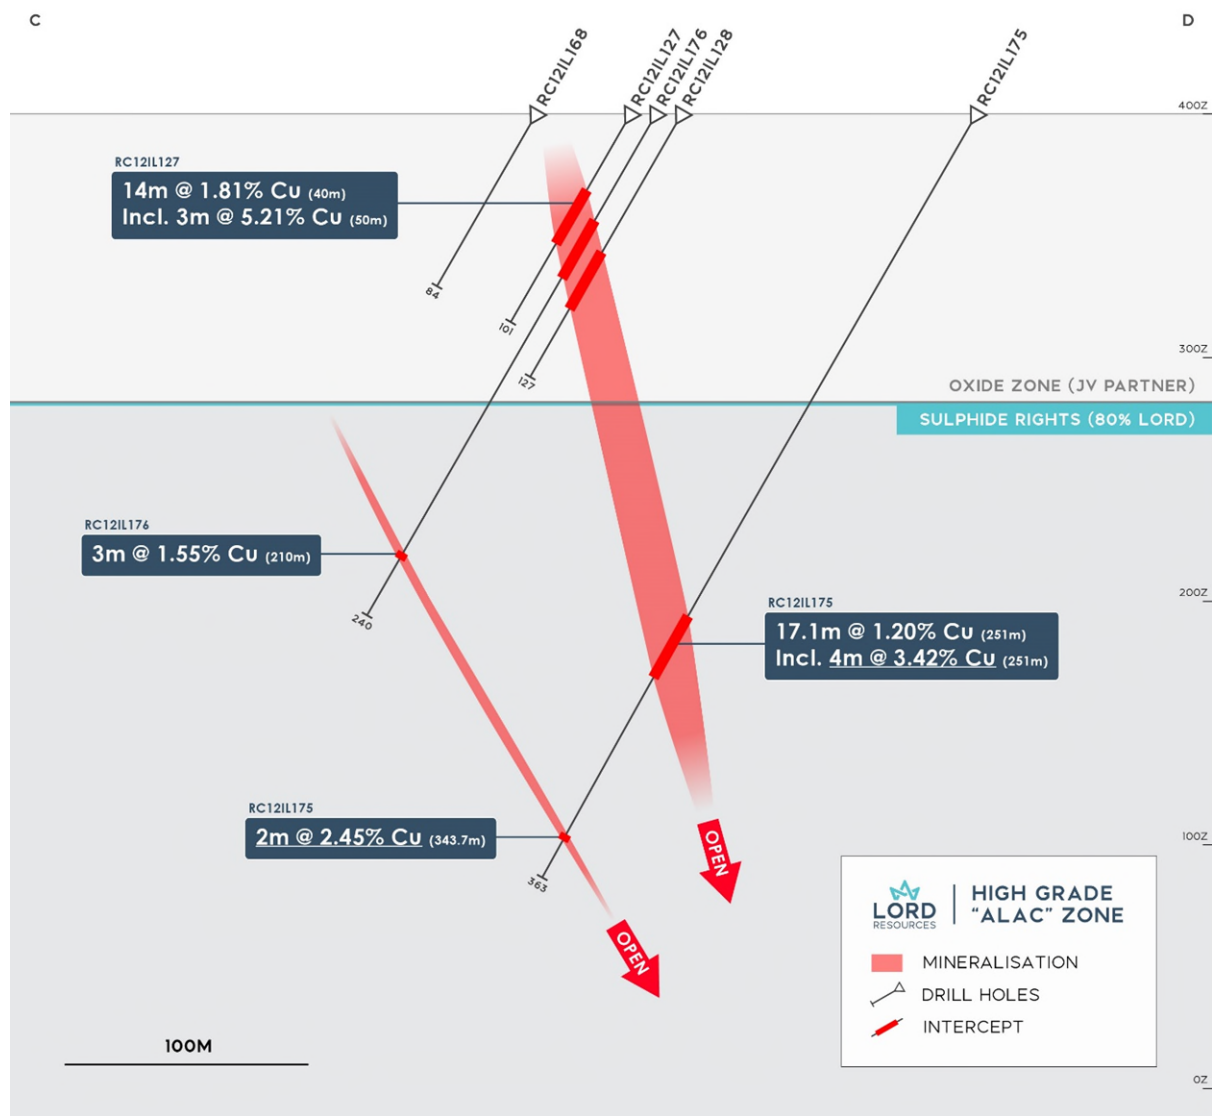 C
D
RC12IL168
RC12IL127
RC12IL176
RC12IL128
RC12IL175
400Z
RC12IL127
14m @ 1.81% Cu (40m)
Incl. 3m @ 5.21% Cu (50m)
84
101
127
300Z
OXIDE ZONE (JV PARTNER)
SULPHIDE RIGHTS (80% LORD)
RC12IL176
3m @ 1.55% Cu (210m)
240
200Z
RC12IL175
17.1m @ 1.20% Cu (251m)
Incl. 4m @ 3.42% Cu (251m)
RC12IL175
2m @ 2.45% Cu (343.7m)
363
100Z
OPEN
OPEN
LORD
RESOURCES
HIGH GRADE
“ALAC” ZONE
MINERALISATION
DRILL HOLES
INTERCEPT
100M
0Z